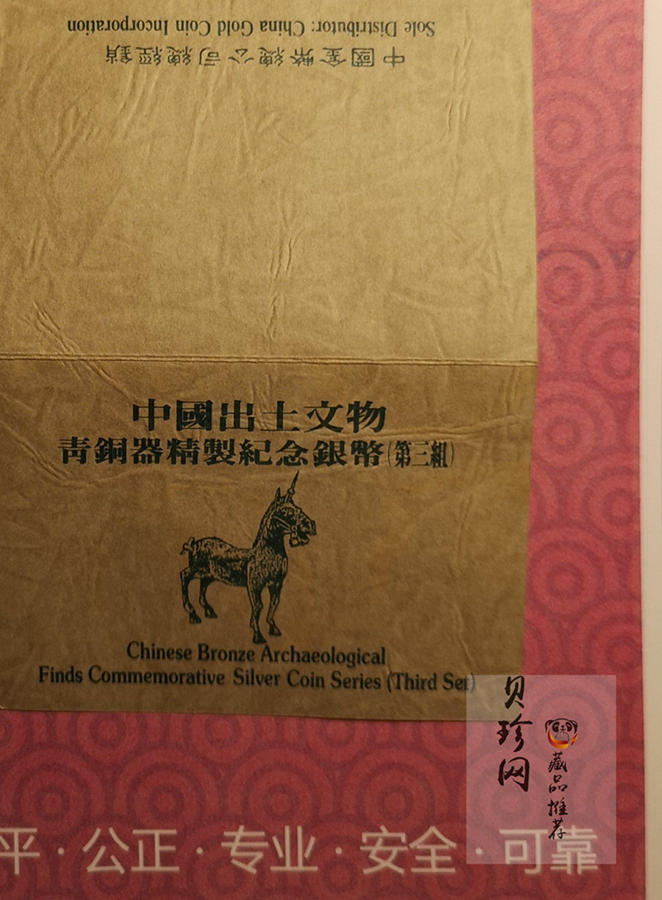 Sole Distributor: China Gold Coin Incorporation
中國金幣總公司總經銷
中國出土文物
青銅器精製紀念銀幣(第三組)
Chinese Bronze Archaeological
Finds Commemorative Silver Coin Series (Third Set)
贝珍网
藏品推荐
平·公正·专业·安全·可靠